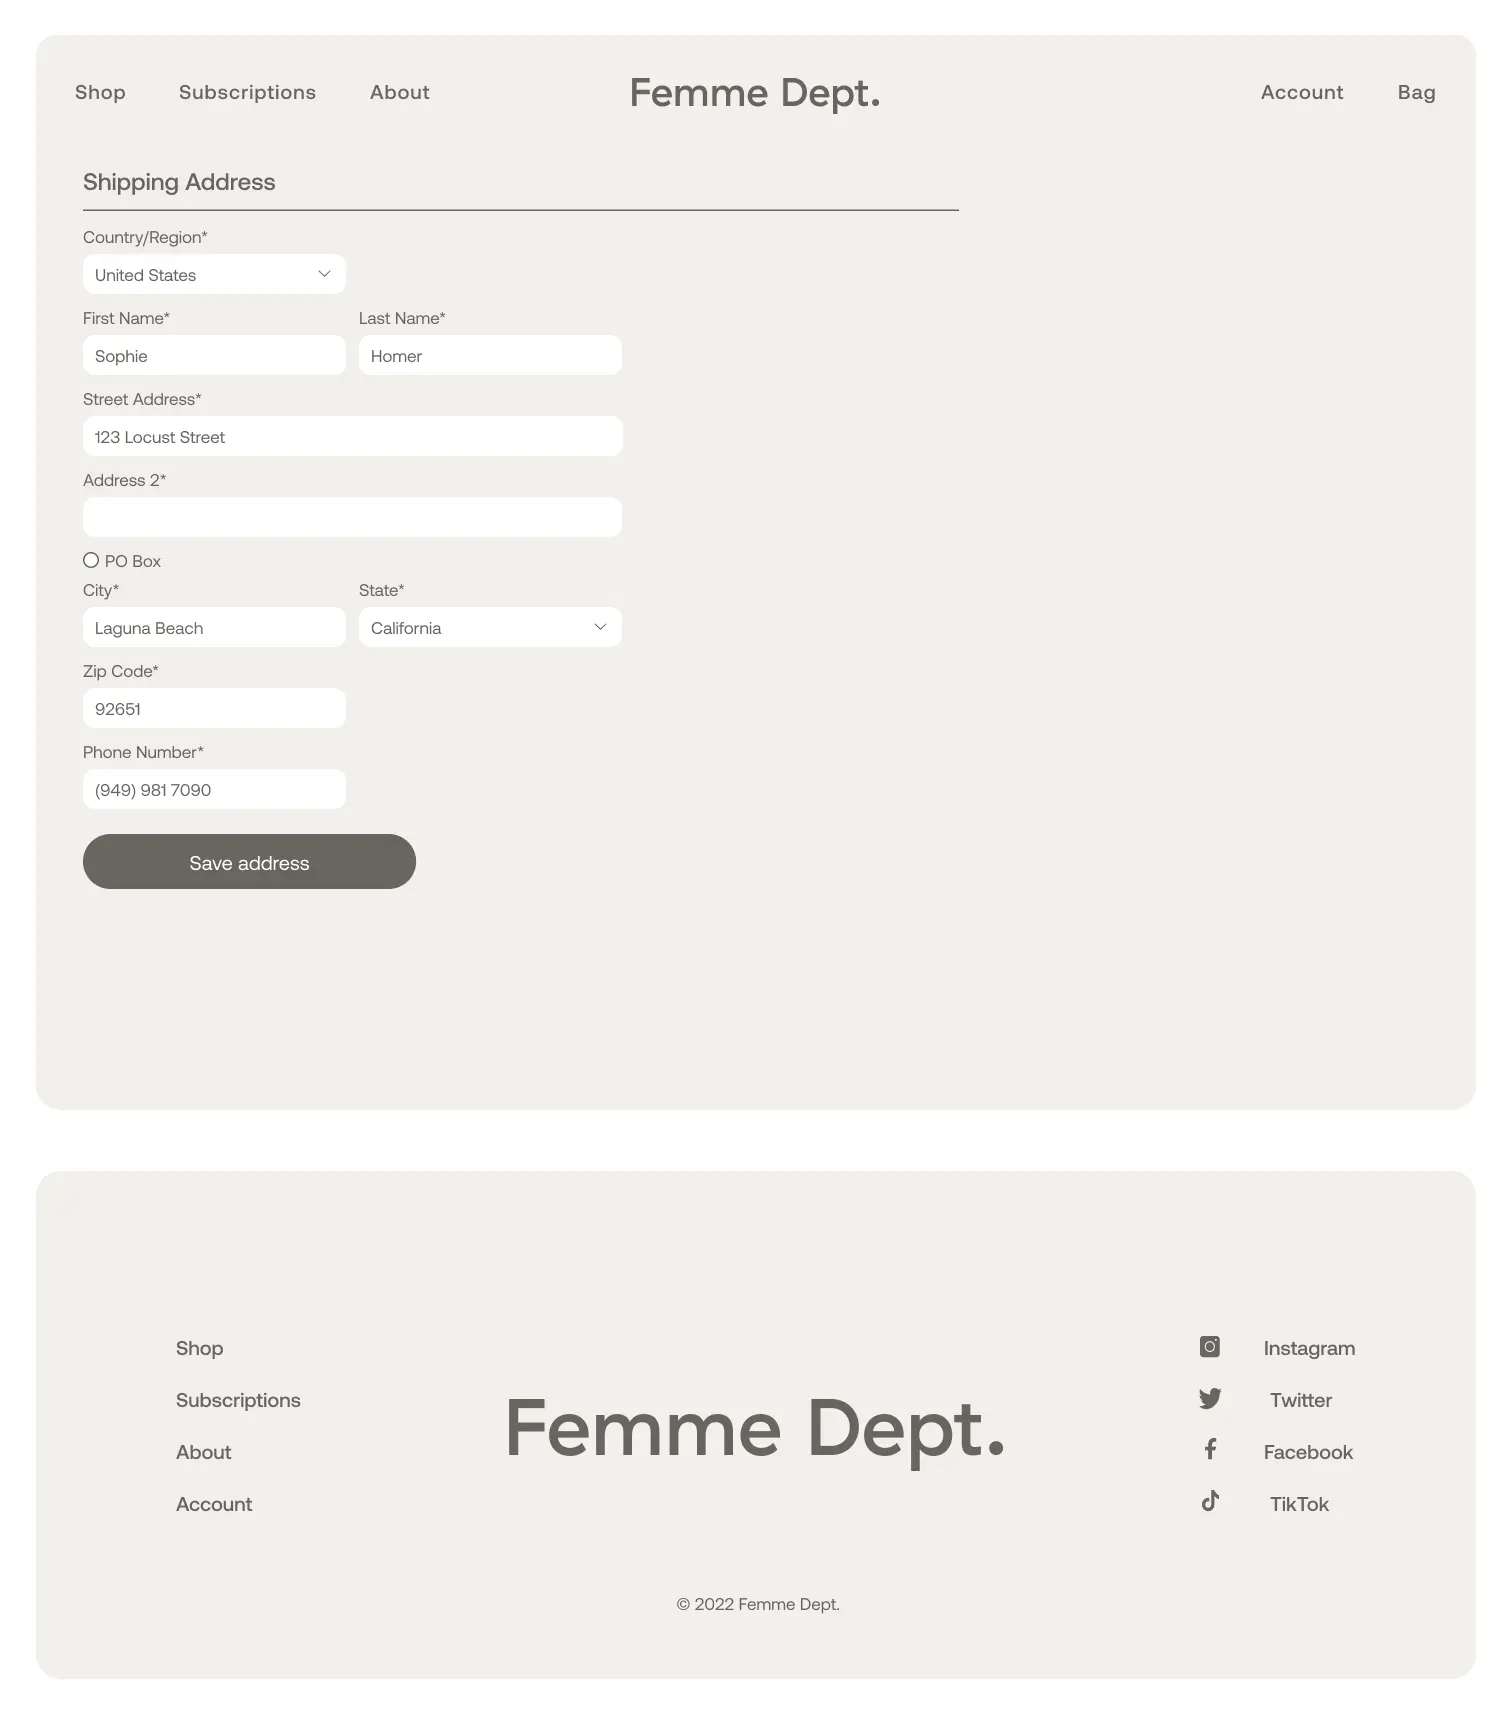 Shop Subscriptions About Femme Dept. Account Bag
Shipping Address
Country/Region*
United States
First Name* Last Name*
Sophie Homer
Street Address*
123 Locust Street
Address 2*
PO Box
City* State*
Laguna Beach California
Zip Code*
92651
Phone Number*
(949) 981 7090
Save address
Shop
Subscriptions
About
Account
Femme Dept.
Instagram
Twitter
Facebook
TikTok
© 2022 Femme Dept.